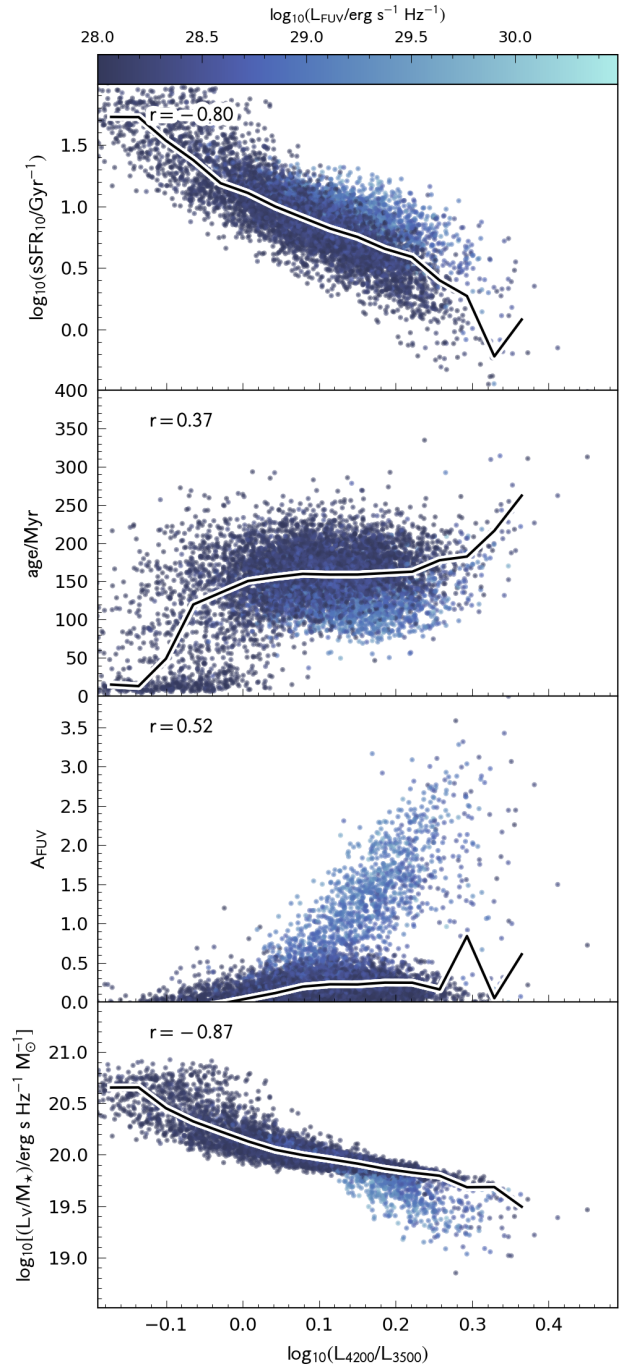 log₁₀(L_FUV/erg s⁻¹ Hz⁻¹)
28.0 28.5 29.0 29.5 30.0
r = −0.80
1.5
1.0
0.5
0.0
log₁₀(sSFR₁₀/Gyr⁻¹)
r = 0.37
400
350
300
250
200
150
100
50
0
age/Myr
r = 0.52
3.5
3.0
2.5
2.0
1.5
1.0
0.5
0.0
A_FUV
r = −0.87
21.0
20.5
20.0
19.5
19.0
log₁₀[(L_V/M⋆)/erg s Hz⁻¹ M⊙⁻¹]
−0.1 0.0 0.1 0.2 0.3 0.4
log₁₀(L₄₂₀₀/L₃₅₀₀)